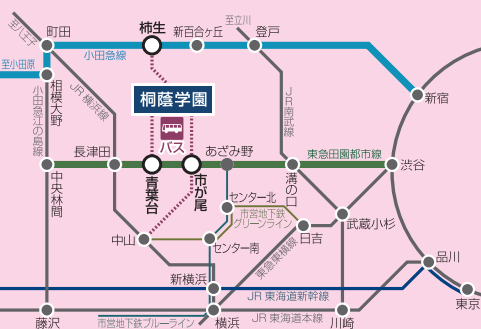 至八王子
町田
柿生
新百合ヶ丘
至立川
登戸
小田急線
至小田原
相模大野
小田急江の島線
JR横浜線
桐蔭学園
バス
JR南武線
新宿
長津田
あざみ野
東急田園都市線
渋谷
中央林間
青葉台
市が尾
溝の口
センター北
市営地下鉄
グリーンライン
武蔵小杉
中山
センター南
日吉
東急東横線
品川
新横浜
JR 東海道新幹線
東京
市営地下鉄ブルーライン
JR 東海道本線
藤沢
横浜
川崎